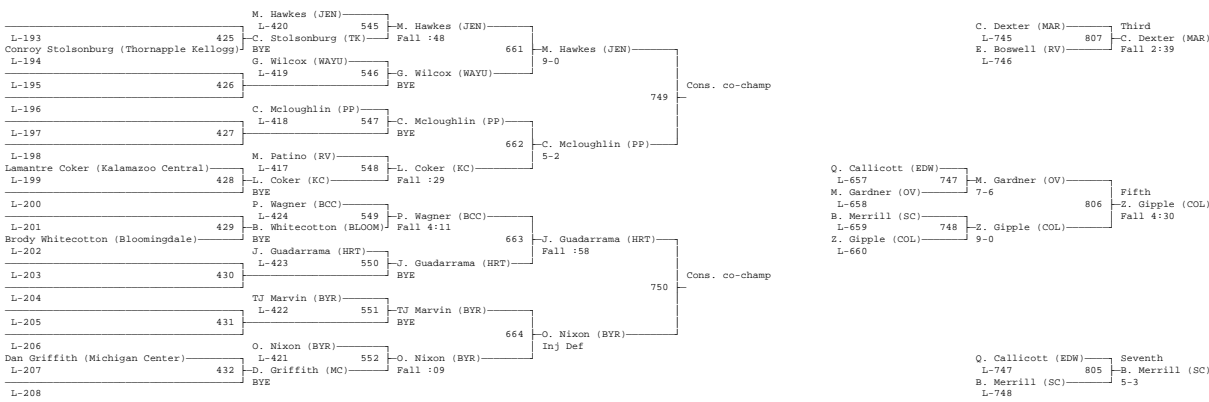 M. Hawkes (JEN)
L-420 545 M. Hawkes (JEN) C. Dexter (MAR) Third
L-193 425 C. Stolsonburg (TK) Fall :48 L-745 807 C. Dexter (MAR)
Conroy Stolsonburg (Thornapple Kellogg) BYE 661 M. Hawkes (JEN) E. Boswell (RV) Fall 2:39
L-194 G. Wilcox (WAYU) 9-0 L-746
L-419 546 G. Wilcox (WAYU)
L-195 426 BYE Cons. co-champ
749
L-196 C. Mcloughlin (PP)
L-418 547 C. Mcloughlin (PP)
L-197 427 BYE
662 C. Mcloughlin (PP)
L-198 M. Patino (RV) 5-2
Lamantre Coker (Kalamazoo Central) L-417 548 L. Coker (KC) Q. Callicott (EDW)
L-199 428 L. Coker (KC) Fall :29 L-657 747 M. Gardner (OV)
BYE M. Gardner (OV) 7-6 Fifth
L-200 P. Wagner (BCC) L-658 806 Z. Gipple (COL)
L-424 549 P. Wagner (BCC) B. Merrill (SC) Fall 4:30
L-201 429 B. Whitecotton (BLOOM) Fall 4:11 L-659 748 Z. Gipple (COL)
Brody Whitecotton (Bloomingdale) BYE 663 J. Guadarrama (HRT) Z. Gipple (COL) 9-0
L-202 J. Guadarrama (HRT) Fall :58 L-660
L-423 550 J. Guadarrama (HRT)
L-203 430 BYE Cons. co-champ
750
L-204 TJ Marvin (BYR)
L-422 551 TJ Marvin (BYR)
L-205 431 BYE
664 O. Nixon (BYR)
L-206 O. Nixon (BYR) Inj Def
Dan Griffith (Michigan Center) L-421 552 O. Nixon (BYR) Q. Callicott (EDW) Seventh
L-207 432 D. Griffith (MC) Fall :09 L-747 805 B. Merrill (SC)
BYE B. Merrill (SC) 5-3
L-208 L-748